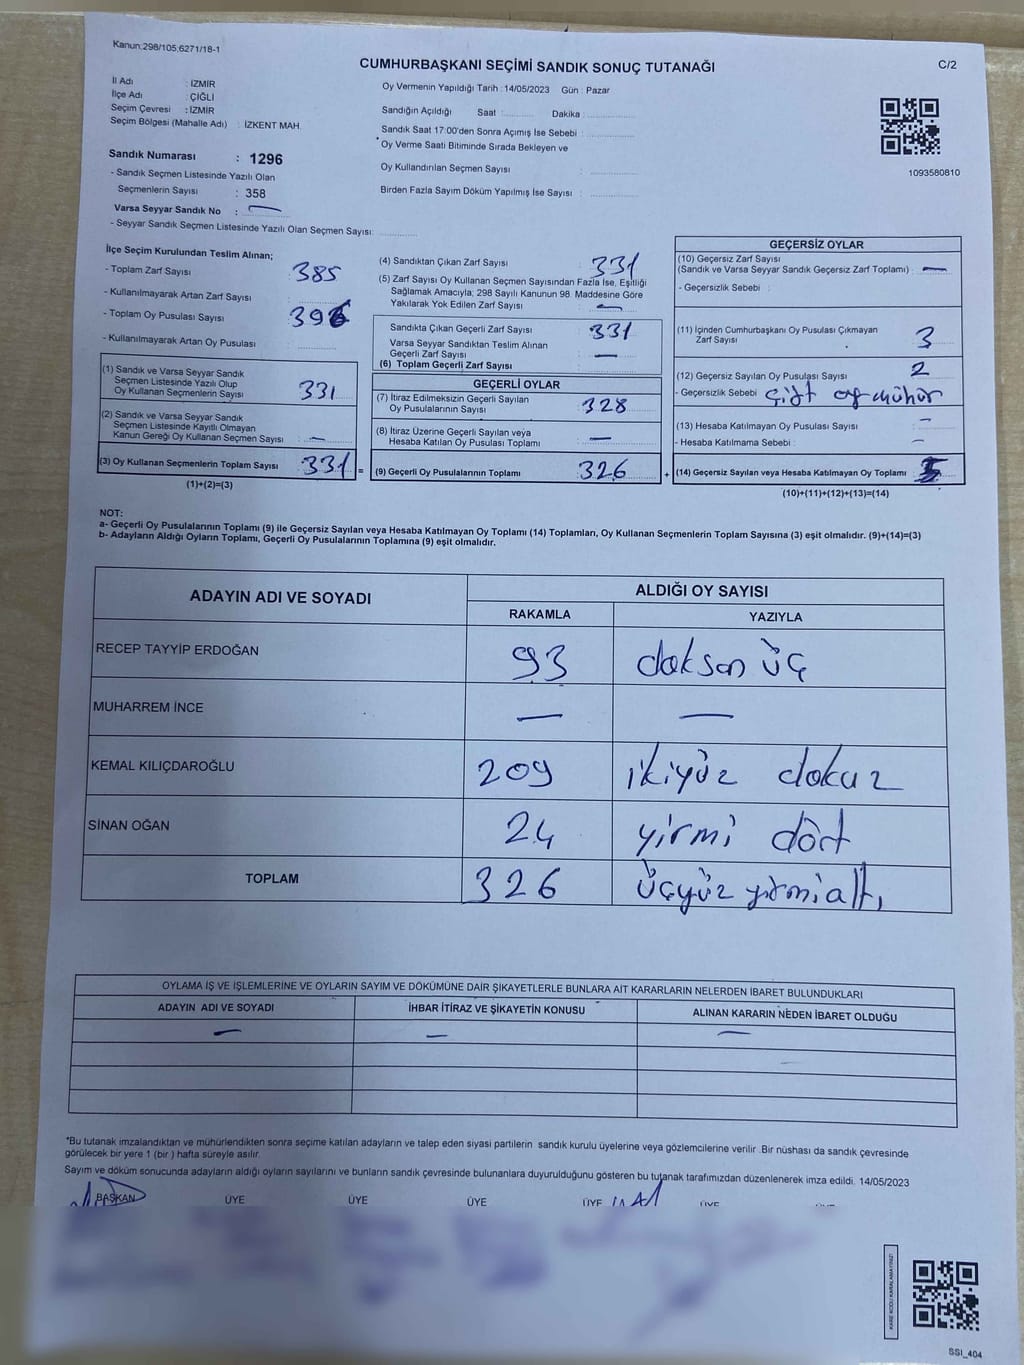 Kanun:298/105;6271/18-1
CUMHURBAŞKANI SEÇİMİ SANDIK SONUÇ TUTANAĞI
C/2
İl Adı : İZMİR
İlçe Adı : ÇİĞLİ
Seçim Çevresi : İZMİR
Seçim Bölgesi (Mahalle Adı) : İZKENT MAH.
Sandık Numarası : 1296
- Sandık Seçmen Listesinde Yazılı Olan
Seçmenlerin Sayısı : 358
Varsa Seyyar Sandık No : —
- Seyyar Sandık Seçmen Listesinde Yazılı Olan Seçmen Sayısı:
Oy Vermenin Yapıldığı Tarih : 14/05/2023 Gün : Pazar
Sandığın Açıldığı Saat : Dakika :
Sandık Saat 17:00'den Sonra Açımış İse Sebebi :
* Oy Verme Saati Bitiminde Sırada Bekleyen ve
Oy Kullandırılan Seçmen Sayısı :
Birden Fazla Sayım Döküm Yapılmış İse Sayısı :
1093580810
İlçe Seçim Kurulundan Teslim Alınan;
- Toplam Zarf Sayısı : 385
- Kullanılmayarak Artan Zarf Sayısı :
- Toplam Oy Pusulası Sayısı : 396
- Kullanılmayarak Artan Oy Pusulası :
(1) Sandık ve Varsa Seyyar Sandık
Seçmen Listesinde Yazılı Olup
Oy Kullanan Seçmenlerin Sayısı : 331
(2) Sandık ve Varsa Seyyar Sandık
Seçmen Listesinde Kayıtlı Olmayan
Kanun Gereği Oy Kullanan Seçmen Sayısı : —
(3) Oy Kullanan Seçmenlerin Toplam Sayısı : 331 =
(1)+(2)=(3)
(4) Sandıktan Çıkan Zarf Sayısı : 331
(5) Zarf Sayısı Oy Kullanan Seçmen Sayısından Fazla İse, Eşitliği
Sağlamak Amacıyla; 298 Sayılı Kanunun 98. Maddesine Göre
Yakılarak Yok Edilen Zarf Sayısı : —
Sandıkta Çıkan Geçerli Zarf Sayısı : 331
Varsa Seyyar Sandıktan Teslim Alınan
Geçerli Zarf Sayısı : —
(6) Toplam Geçerli Zarf Sayısı :
GEÇERLİ OYLAR
(7) İtiraz Edilmeksizin Geçerli Sayılan
Oy Pusulalarının Sayısı : 328
(8) İtiraz Üzerine Geçerli Sayılan veya
Hesaba Katılan Oy Pusulası Toplamı : —
(9) Geçerli Oy Pusulalarının Toplamı : 326 +
GEÇERSİZ OYLAR
(10) Geçersiz Zarf Sayısı
(Sandık ve Varsa Seyyar Sandık Geçersiz Zarf Toplamı) : —
- Geçersizlik Sebebi :
(11) İçinden Cumhurbaşkanı Oy Pusulası Çıkmayan
Zarf Sayısı : 3
(12) Geçersiz Sayılan Oy Pusulası Sayısı : 2
- Geçersizlik Sebebi : çift oy mühür
(13) Hesaba Katılmayan Oy Pusulası Sayısı : —
- Hesaba Katılmama Sebebi : —
(14) Geçersiz Sayılan veya Hesaba Katılmayan Oy Toplamı : 5
(10)+(11)+(12)+(13)=(14)
NOT:
a- Geçerli Oy Pusulalarının Toplamı (9) ile Geçersiz Sayılan veya Hesaba Katılmayan Oy Toplamı (14) Toplamları, Oy Kullanan Seçmenlerin Toplam Sayısına (3) eşit olmalıdır. (9)+(14)=(3)
b- Adayların Aldığı Oyların Toplamı, Geçerli Oy Pusulalarının Toplamına (9) eşit olmalıdır.
ADAYIN ADI VE SOYADI
ALDIĞI OY SAYISI
RAKAMLA YAZIYLA
RECEP TAYYİP ERDOĞAN 93 doksan üç
MUHARREM İNCE — —
KEMAL KILIÇDAROĞLU 209 ikiyüz dokuz
SİNAN OĞAN 24 yirmi dört
TOPLAM 326 üçyüz yirmialtı
OYLAMA İŞ VE İŞLEMLERİNE VE OYLARIN SAYIM VE DÖKÜMÜNE DAİR ŞİKAYETLERLE BUNLARA AİT KARARLARIN NELERDEN İBARET BULUNDUKLARI
ADAYIN ADI VE SOYADI İHBAR İTİRAZ VE ŞİKAYETİN KONUSU ALINAN KARARIN NEDEN İBARET OLDUĞU
— — —
*Bu tutanak imzalandıktan ve mühürlendikten sonra seçime katılan adayların ve talep eden siyasi partilerin sandık kurulu üyelerine veya gözlemcilerine verilir .Bir nüshası da sandık çevresinde
görülecek bir yere 1 (bir ) hafta süreyle asılır.
Sayım ve döküm sonucunda adayların aldığı oyların sayılarını ve bunların sandık çevresinde bulunanlara duyurulduğunu gösteren bu tutanak tarafımızdan düzenlenerek imza edildi. 14/05/2023
BAŞKAN ÜYE ÜYE ÜYE ÜYE ÜYE ÜYE
KARE KODU KARALAMAYINIZ!
SSI_404